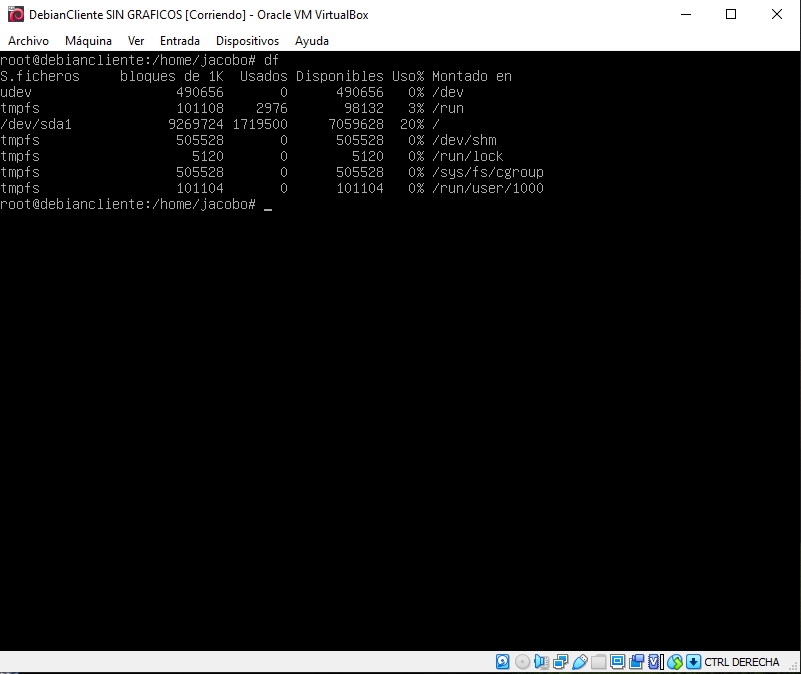 DebianCliente SIN GRAFICOS [Corriendo] - Oracle VM VirtualBox
Archivo Máquina Ver Entrada Dispositivos Ayuda
root@debiancliente:/home/jacobo# df
S.ficheros     bloques de 1K  Usados Disponibles Uso% Montado en
udev                  490656       0      490656   0% /dev
tmpfs                 101108    2976       98132   3% /run
/dev/sda1            9269724 1719500     7059628  20% /
tmpfs                 505528       0      505528   0% /dev/shm
tmpfs                   5120       0        5120   0% /run/lock
tmpfs                 505528       0      505528   0% /sys/fs/cgroup
tmpfs                 101104       0      101104   0% /run/user/1000
root@debiancliente:/home/jacobo# _
CTRL DERECHA